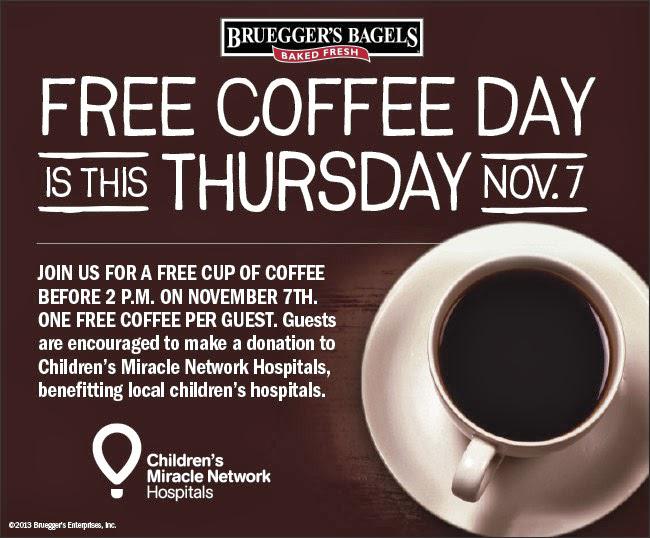 BRUEGGER'S BAGELS
BAKED FRESH
FREE COFFEE DAY
IS THIS THURSDAY NOV. 7
JOIN US FOR A FREE CUP OF COFFEE
BEFORE 2 P.M. ON NOVEMBER 7TH.
ONE FREE COFFEE PER GUEST. Guests
are encouraged to make a donation to
Children's Miracle Network Hospitals,
benefitting local children's hospitals.
Children's
Miracle Network
Hospitals
©2013 Bruegger's Enterprises, Inc.